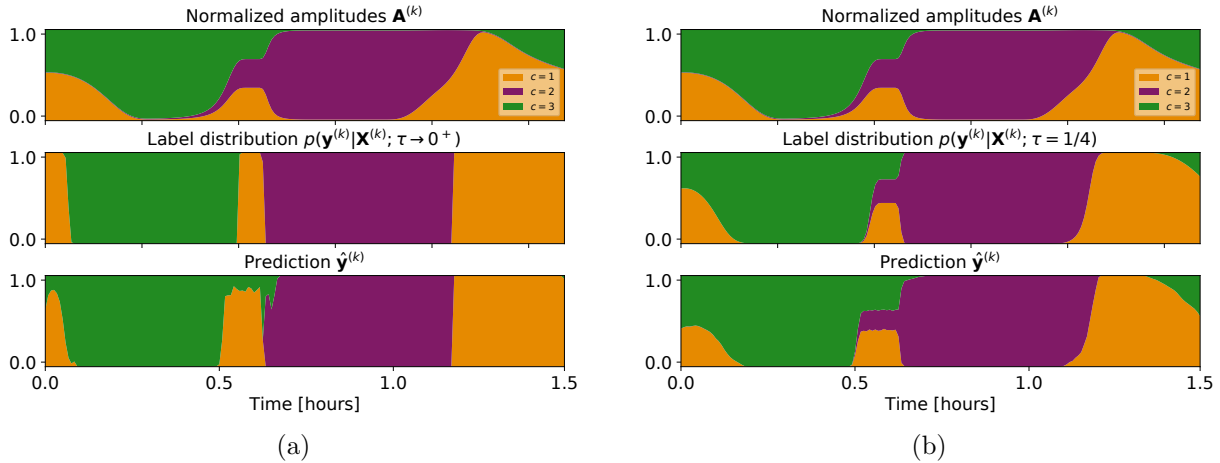 Normalized amplitudes A^(k)
1.0
0.0
c = 1
c = 2
c = 3
Label distribution p(y^(k)|X^(k); τ → 0⁺)
1.0
0.0
Prediction ŷ^(k)
1.0
0.0
0.0 0.5 1.0 1.5
Time [hours]
(a)
Normalized amplitudes A^(k)
1.0
0.0
c = 1
c = 2
c = 3
Label distribution p(y^(k)|X^(k); τ = 1/4)
1.0
0.0
Prediction ŷ^(k)
1.0
0.0
0.0 0.5 1.0 1.5
Time [hours]
(b)